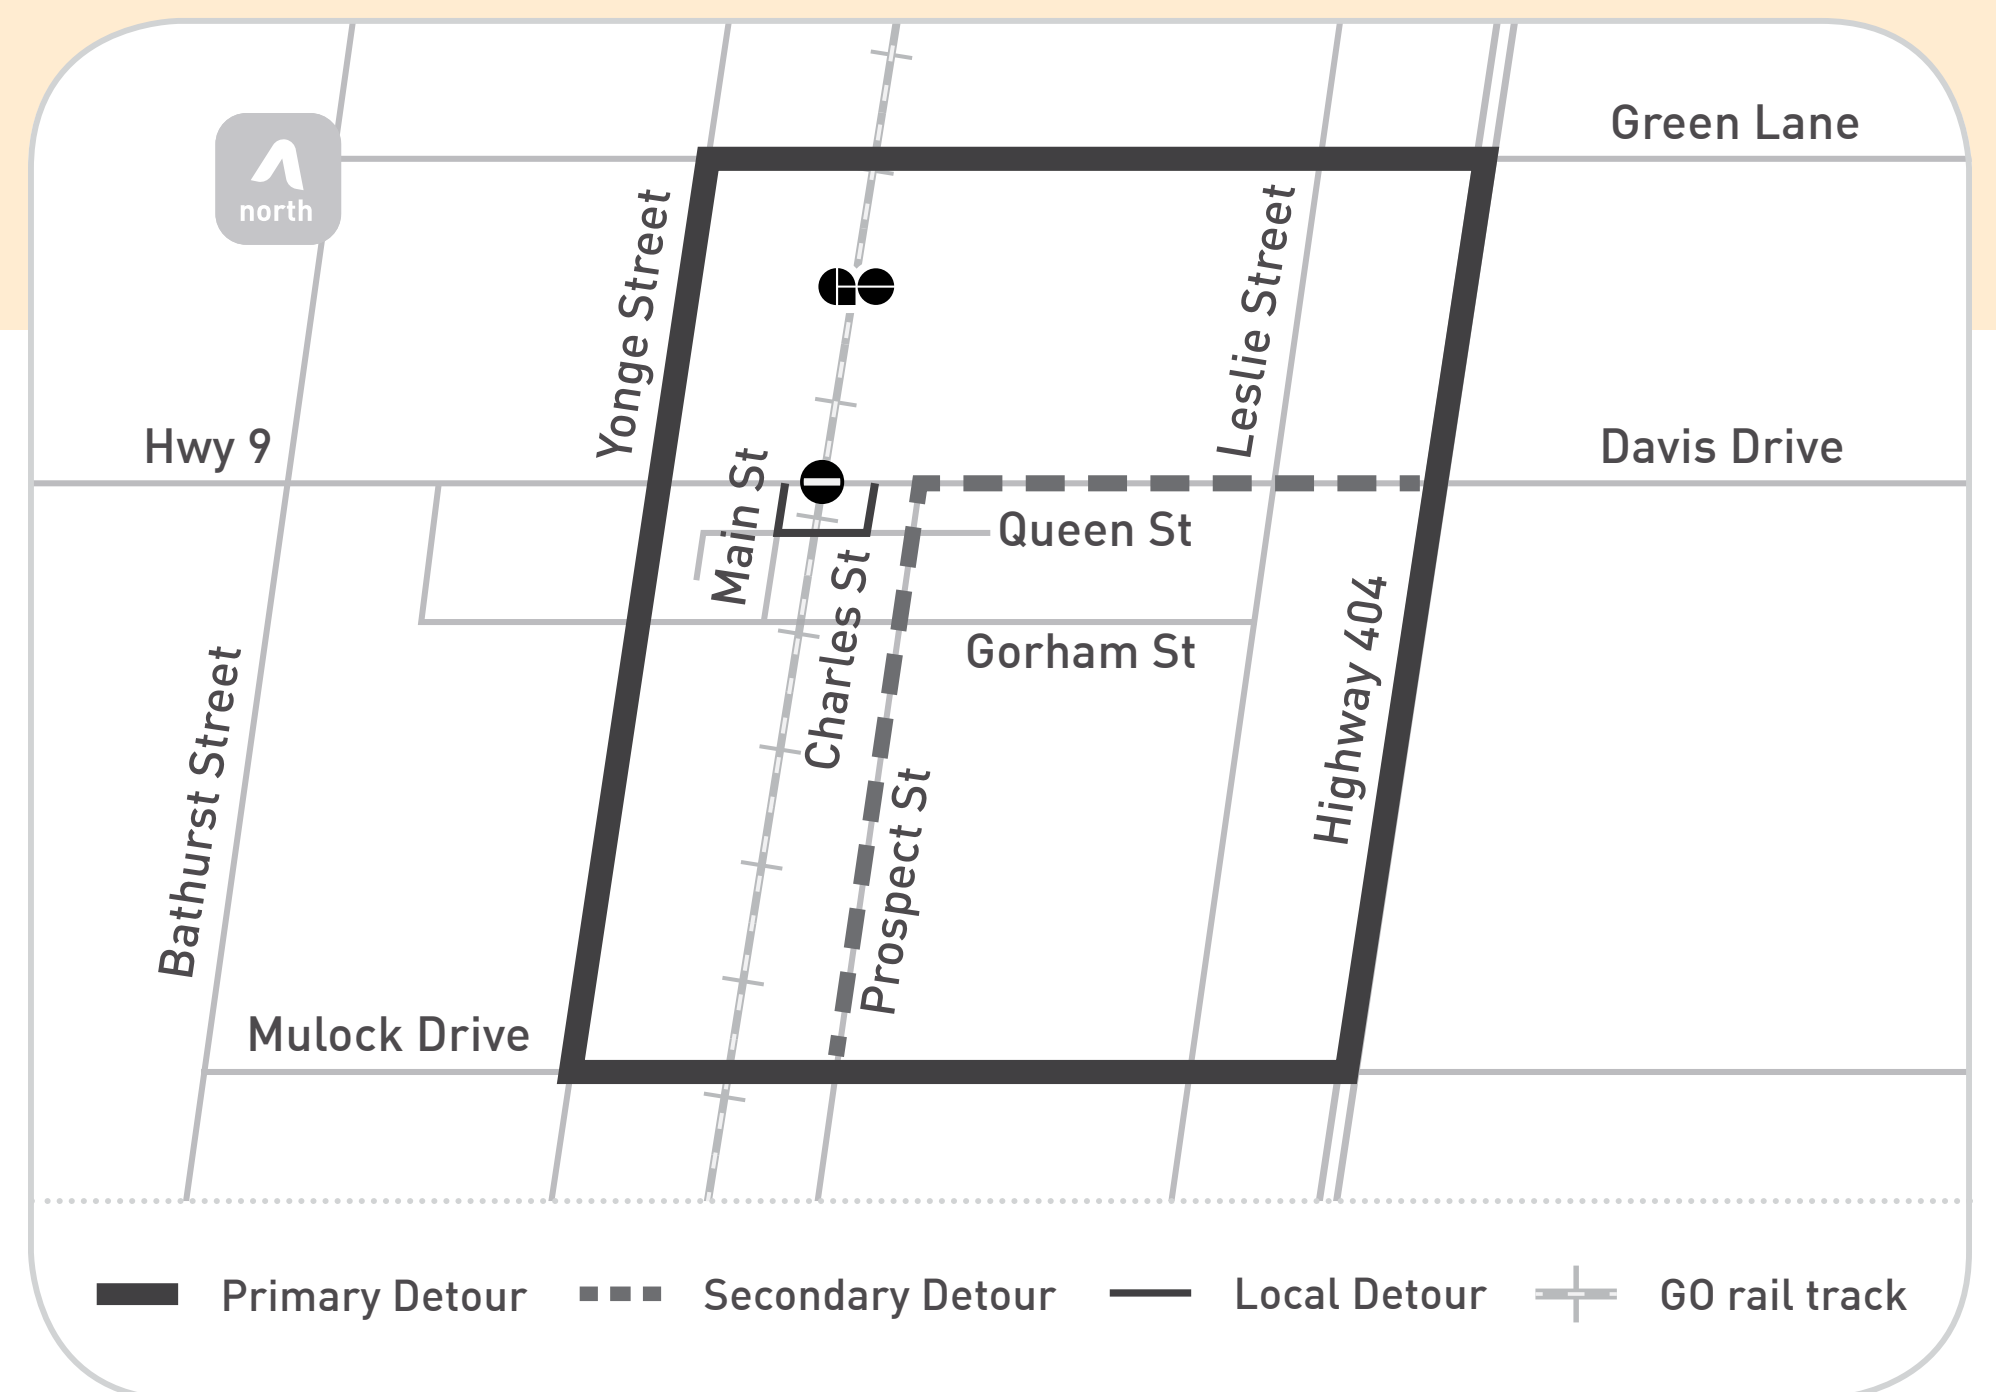 Green Lane
north
Yonge Street
Leslie Street
Hwy 9
Davis Drive
Main St
Queen St
Charles St
Gorham St
Highway 404
Bathurst Street
Prospect St
Mulock Drive
Primary Detour
Secondary Detour
Local Detour
GO rail track